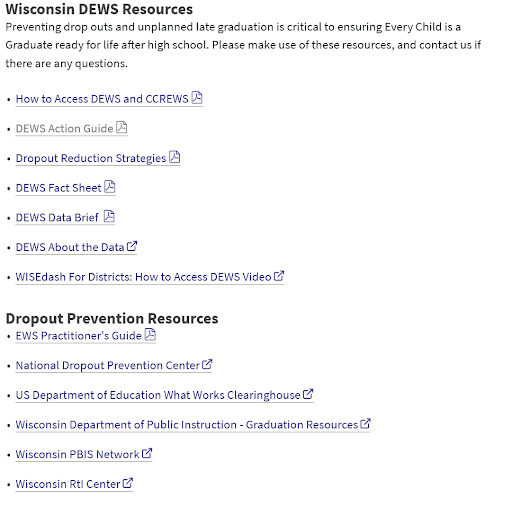 Wisconsin DEWS Resources
Preventing drop outs and unplanned late graduation is critical to ensuring Every Child is a
Graduate ready for life after high school. Please make use of these resources, and contact us if
there are any questions.
• How to Access DEWS and CCREWS
• DEWS Action Guide
• Dropout Reduction Strategies
• DEWS Fact Sheet
• DEWS Data Brief
• DEWS About the Data
• WISEdash For Districts: How to Access DEWS Video
Dropout Prevention Resources
• EWS Practitioner's Guide
• National Dropout Prevention Center
• US Department of Education What Works Clearinghouse
• Wisconsin Department of Public Instruction - Graduation Resources
• Wisconsin PBIS Network
• Wisconsin RtI Center